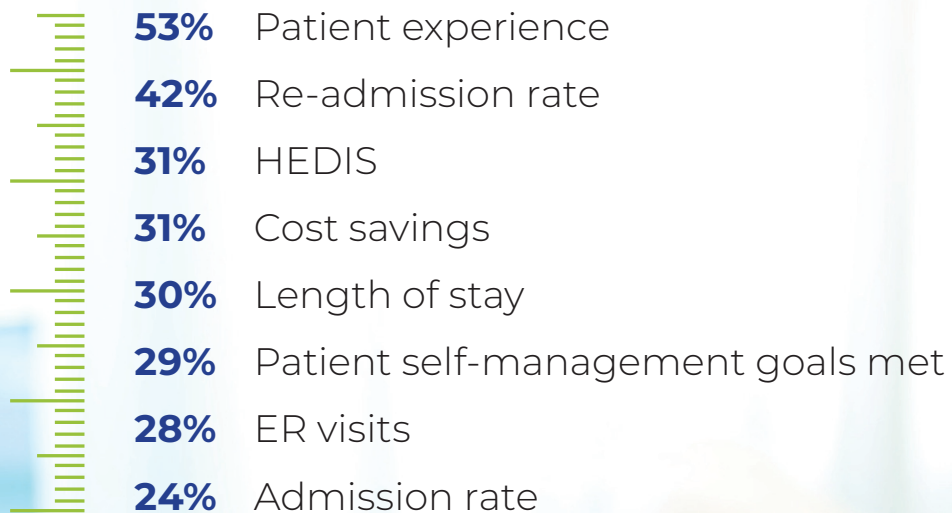 53% Patient experience
42% Re-admission rate
31% HEDIS
31% Cost savings
30% Length of stay
29% Patient self-management goals met
28% ER visits
24% Admission rate